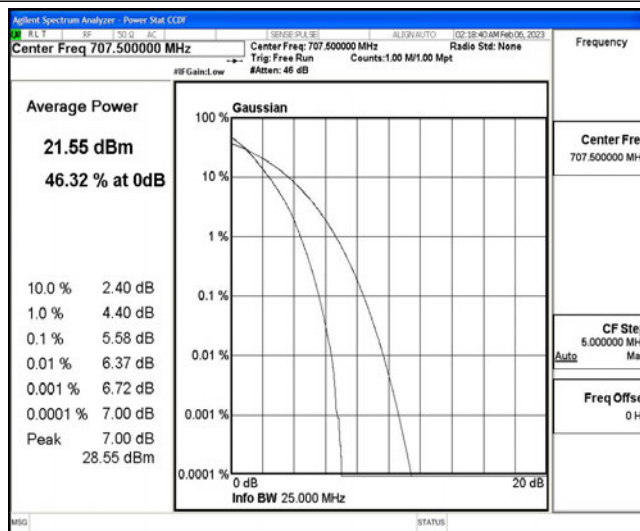 Agilent Spectrum Analyzer - Power Stat CCDF
RLT RF 50 Ω AC SENSE:PULSE ALIGNAUTO 02:18:40 AM Feb 06, 2023
Center Freq 707.500000 MHz
Center Freq: 707.500000 MHz Radio Std: None
Trig: Free Run Counts:1.00 M/1.00 Mpt
#IFGain:Low #Atten: 46 dB
Frequency
Average Power
21.55 dBm
46.32 % at 0dB
10.0 % 2.40 dB
1.0 % 4.40 dB
0.1 % 5.58 dB
0.01 % 6.37 dB
0.001 % 6.72 dB
0.0001 % 7.00 dB
Peak 7.00 dB
28.55 dBm
Gaussian
100 %
10 %
1 %
0.1 %
0.01 %
0.001 %
0.0001 %
0 dB 20 dB
Info BW 25.000 MHz
Center Fre
707.500000 MH
CF Ste
5.000000 MH
Auto Ma
Freq Offse
0 H
MSG STATUS